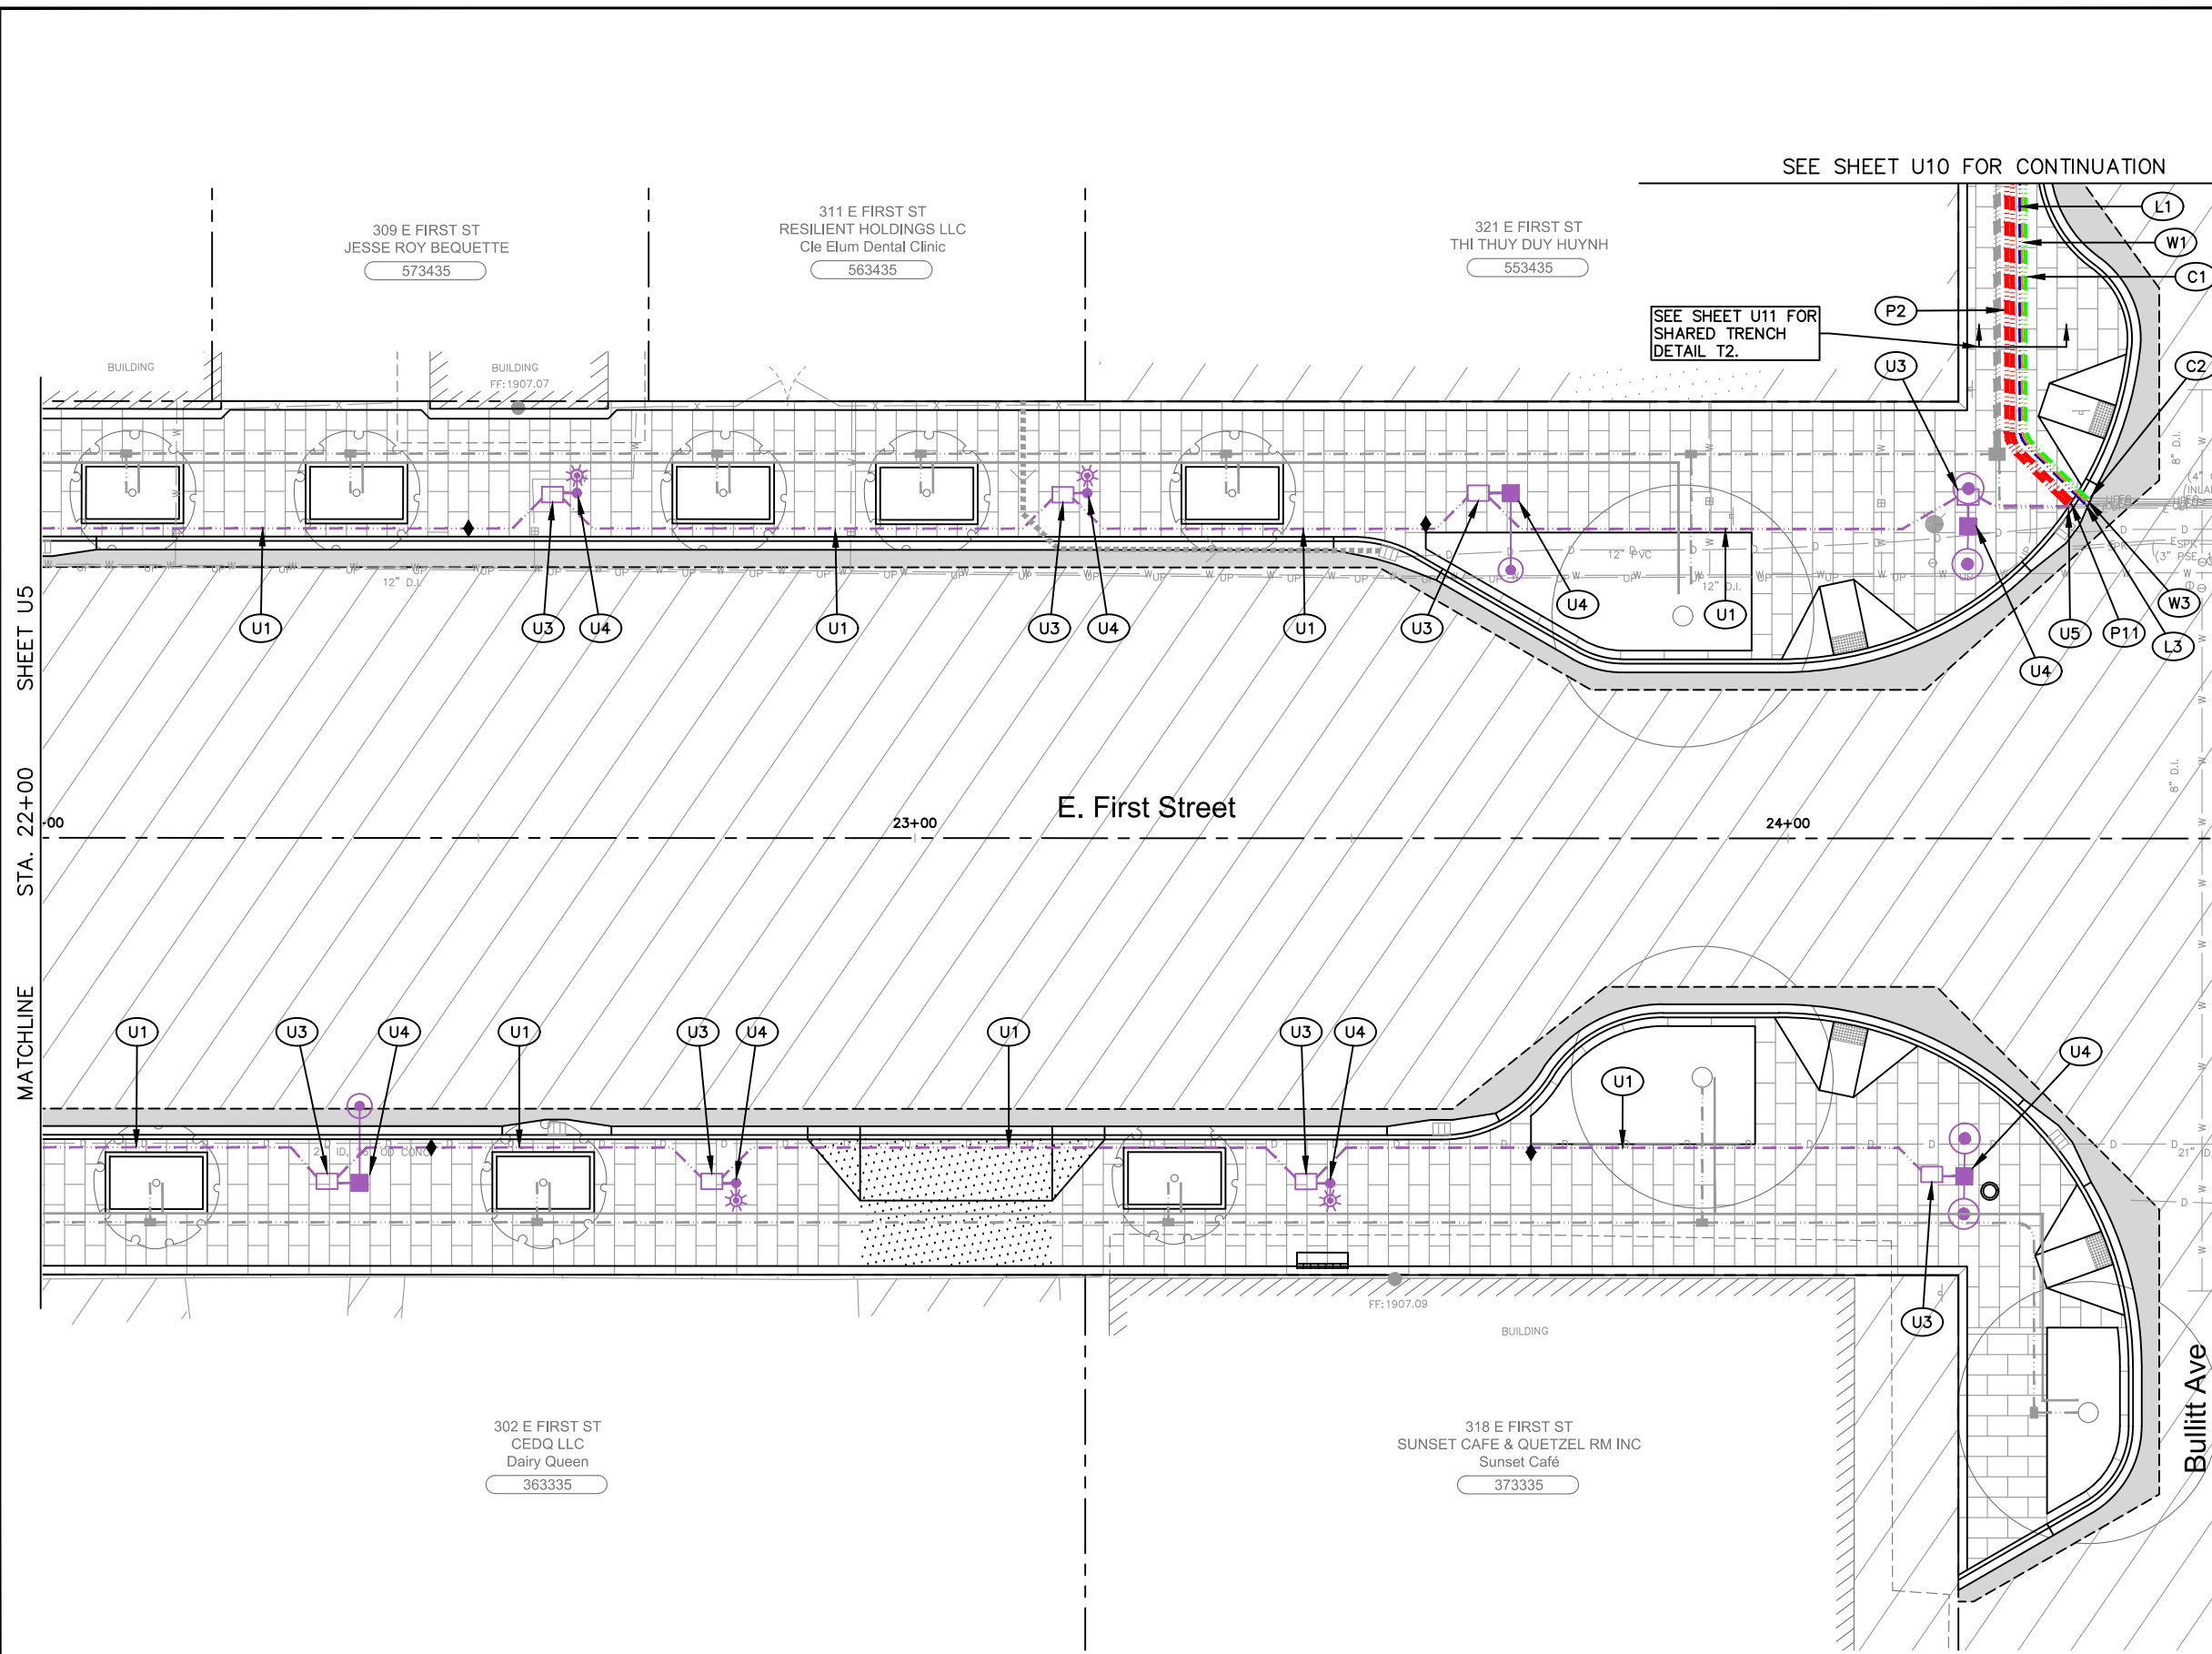 SEE SHEET U10 FOR CONTINUATION
309 E FIRST ST
JESSE ROY BEQUETTE
573435
311 E FIRST ST
RESILIENT HOLDINGS LLC
Cle Elum Dental Clinic
563435
321 E FIRST ST
THI THUY DUY HUYNH
553435
L1
W1
C1
P2
SEE SHEET U11 FOR
SHARED TRENCH
DETAIL T2.
U3
C2
BUILDING
BUILDING
FF:1907.07
8" D.I.
12" PVC
12" D.I.
12" D.I.
U1
U3
U4
U1
U3
U4
U1
U3
U4
U1
U4
U5
P11
L3
W3
8" D.I.
MATCHLINE STA. 22+00 SHEET U5
E. First Street
23+00
24+00
U1
U3
U4
U1
U3
U4
U1
U3
U4
U1
U4
U3
FF:1907.09
BUILDING
302 E FIRST ST
CEDQ LLC
Dairy Queen
363335
318 E FIRST ST
SUNSET CAFE & QUETZEL RM INC
Sunset Café
373335
Bullitt Ave